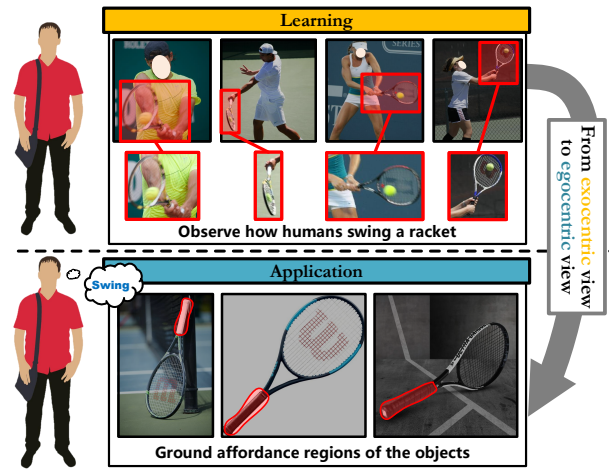 Learning
SERIES
Observe how humans swing a racket
From exocentric view
to egocentric view
Swing
Application
W
Ground affordance regions of the objects